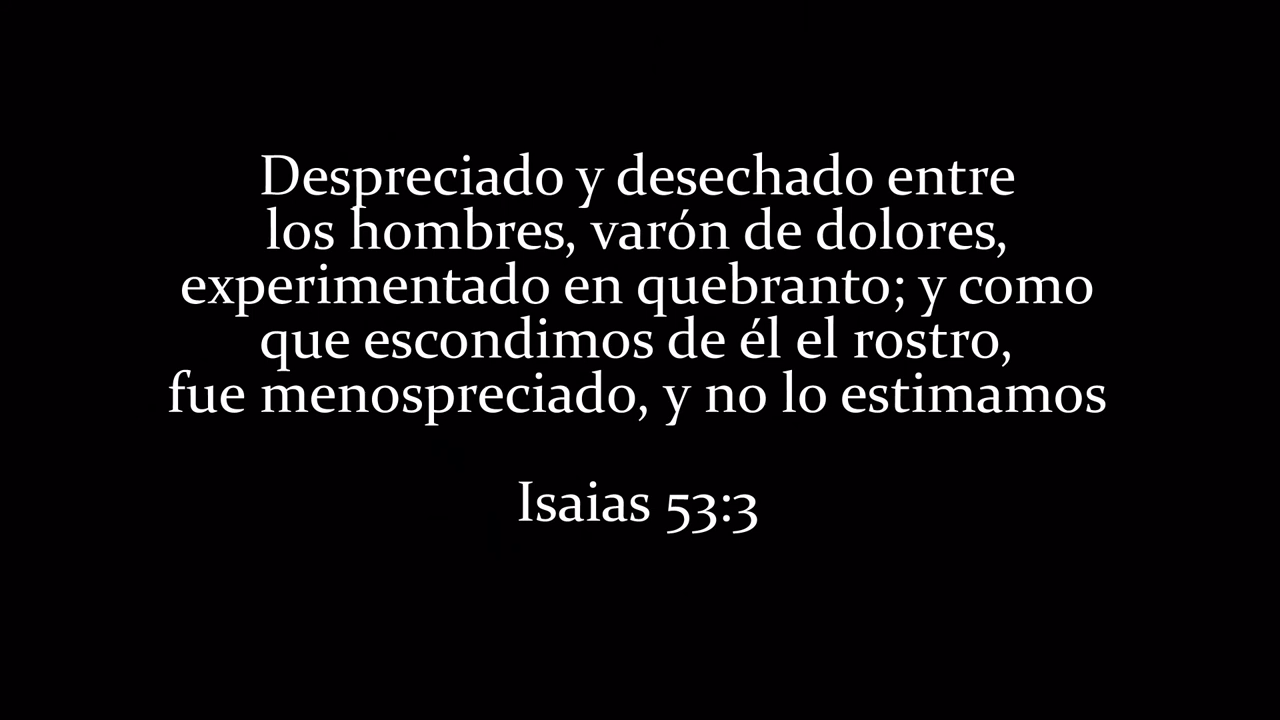 Despreciado y desechado entre
los hombres, varón de dolores,
experimentado en quebranto; y como
que escondimos de él el rostro,
fue menospreciado, y no lo estimamos
Isaias 53:3